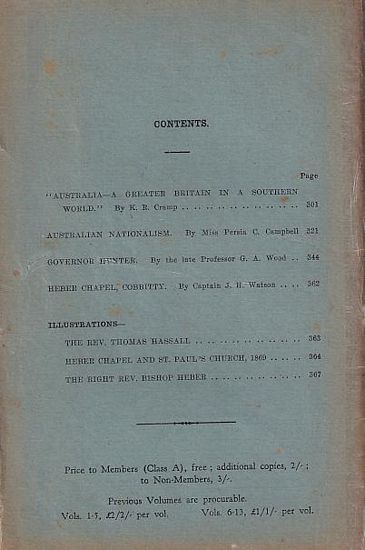 CONTENTS.
Page
"AUSTRALIA—A GREATER BRITAIN IN A SOUTHERN
WORLD." By K. R. Cramp .. .. .. .. .. .. .. .. 301
AUSTRALIAN NATIONALISM. By Miss Persia C. Campbell 321
GOVERNOR HUNTER. By the late Professor G. A. Wood .. 344
HEBER CHAPEL, COBBITTY. By Captain J. H. Watson .. .. 362
ILLUSTRATIONS—
THE REV. THOMAS HASSALL .. .. .. .. .. .. .. 363
HEBER CHAPEL AND ST. PAUL'S CHURCH, 1869 .. .. .. 364
THE RIGHT REV. BISHOP HEBER .. .. .. .. .. .. 367
Price to Members (Class A), free; additional copies, 2/-;
to Non-Members, 3/-.
Previous Volumes are procurable.
Vols. 1-5, £2/2/- per vol. Vols. 6-13, £1/1/- per vol.